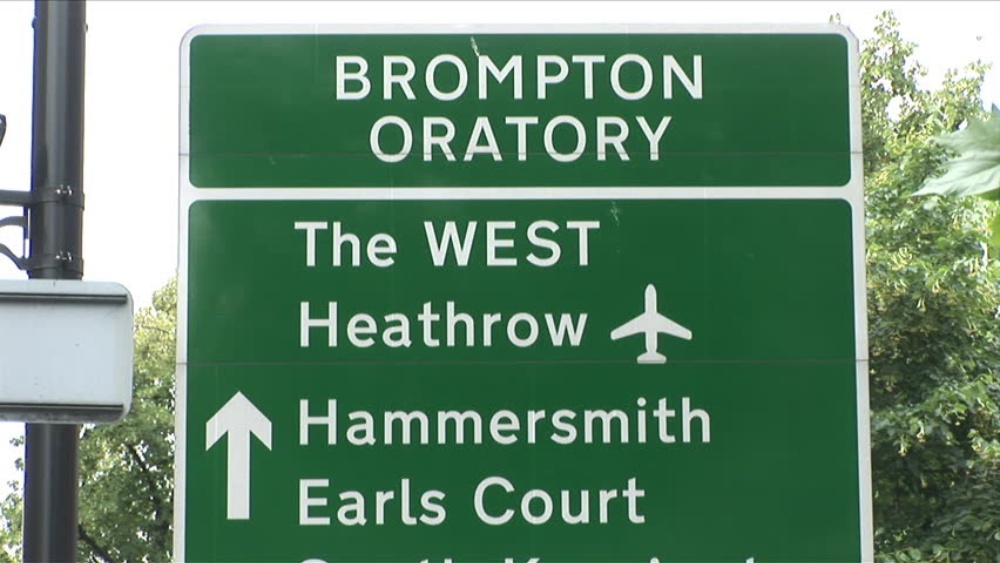 BROMPTON
ORATORY
The WEST
Heathrow
Hammersmith
Earls Court